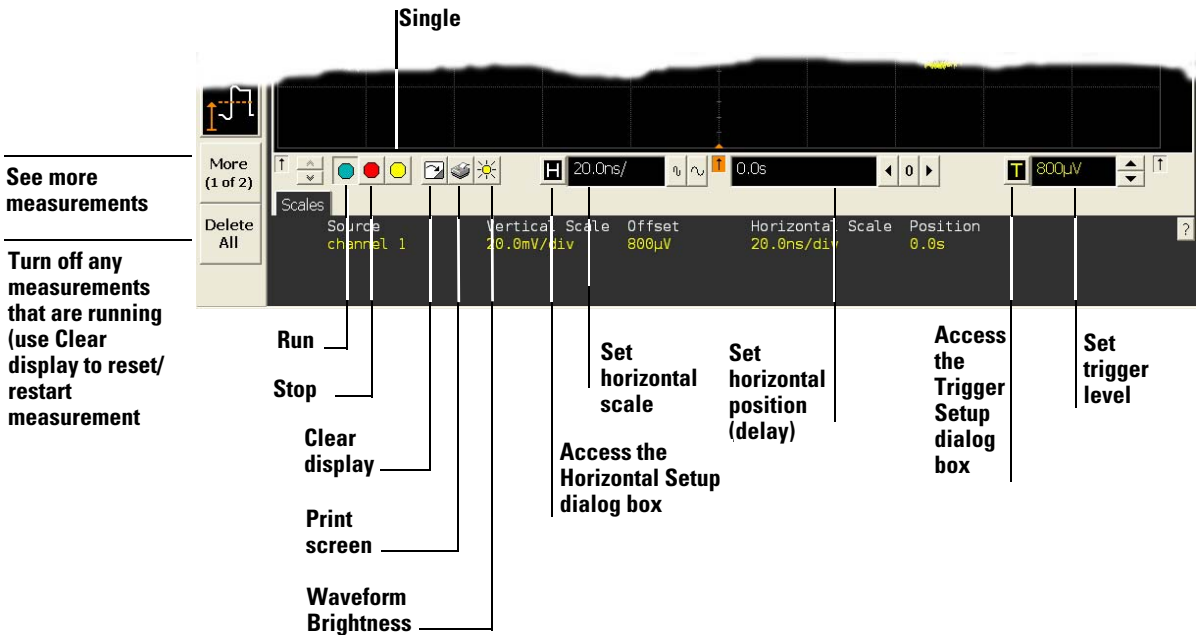 Single
See more
measurements
More
(1 of 2)
H 20.0ns/
0.0s
0
T 800µV
Delete
All
Scales
Source Vertical Scale Offset Horizontal Scale Position
channel 1 20.0mV/div 800µV 20.0ns/div 0.0s
?
Turn off any
measurements
that are running
(use Clear
display to reset/
restart
measurement
Run
Stop
Clear
display
Print
screen
Waveform
Brightness
Access the
Horizontal Setup
dialog box
Set
horizontal
scale
Set
horizontal
position
(delay)
Access
the
Trigger
Setup
dialog
box
Set
trigger
level